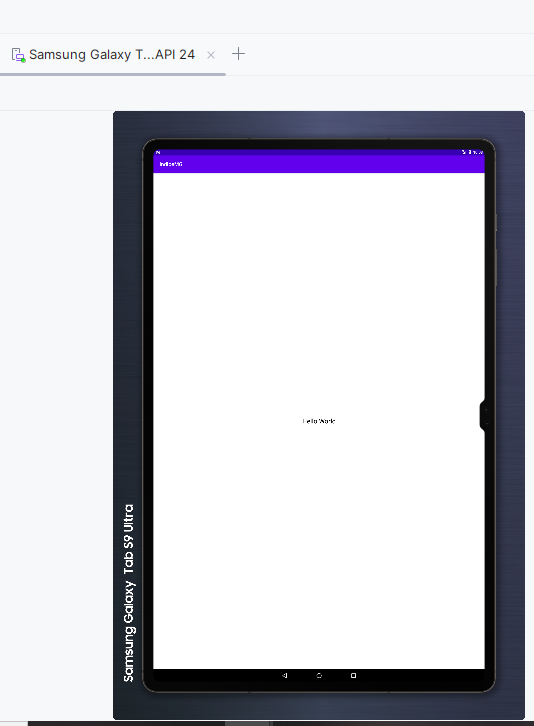 Samsung Galaxy T...API 24
Hello World
Samsung Galaxy Tab S9 Ultra